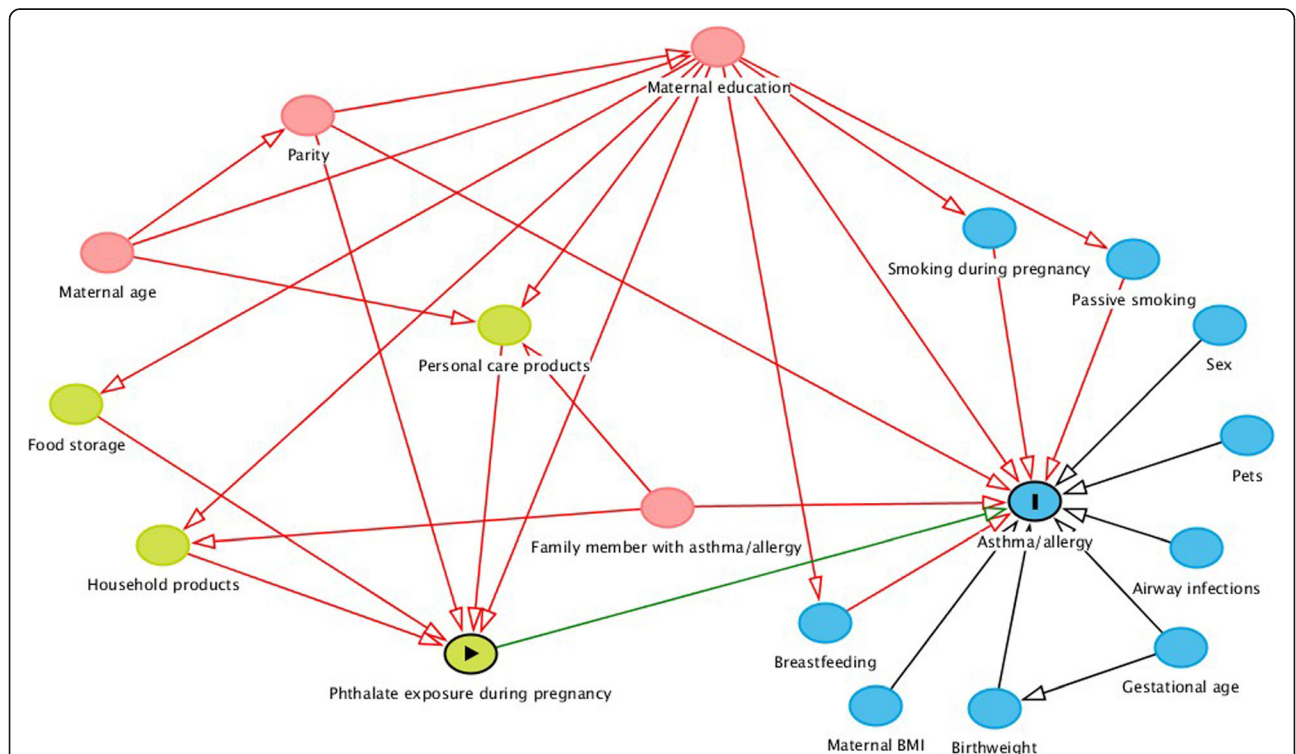 Maternal education
Parity
Maternal age
Smoking during pregnancy
Passive smoking
Sex
Personal care products
Food storage
Pets
Family member with asthma/allergy
Asthma/allergy
Household products
Airway infections
Breastfeeding
Gestational age
Phthalate exposure during pregnancy
Maternal BMI
Birthweight